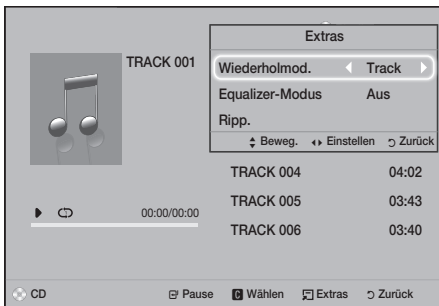 Extras
TRACK 001
Wiederholmod. Track
Equalizer-Modus Aus
Ripp.
Beweg. Einstellen Zurück
TRACK 004 04:02
TRACK 005 03:43
00:00/00:00
TRACK 006 03:40
CD Pause C Wählen Extras Zurück